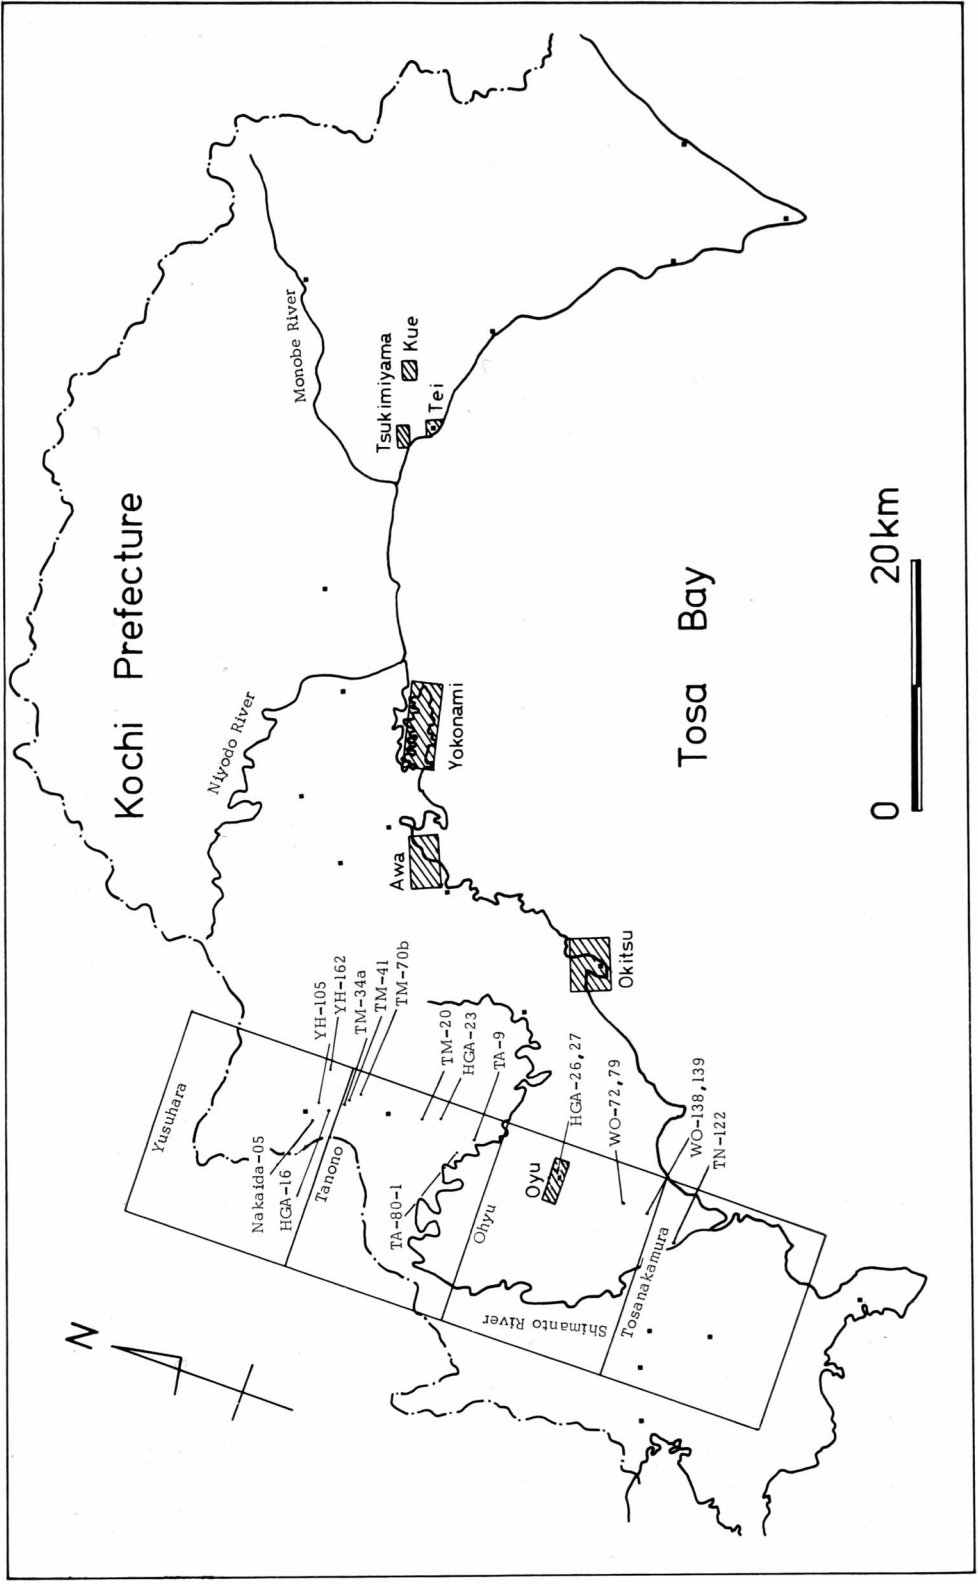 Kochi Prefecture
Monobe River
Niyodo River
Tsukimiyama
Kue
Tei
Yokonami
Awa
Okitsu
Tosa Bay
0
20km
N
Yusuhara
Nakaida-05
HGA-16
Tanono
YH-105
YH-162
TM-34a
TM-41
TM-70b
TM-20
HGA-23
TA-9
TA-80-1
Ohyu
Oyu
HGA-26,27
WO-72,79
WO-138,139
TN-122
Shimanto River
Tosanakamura